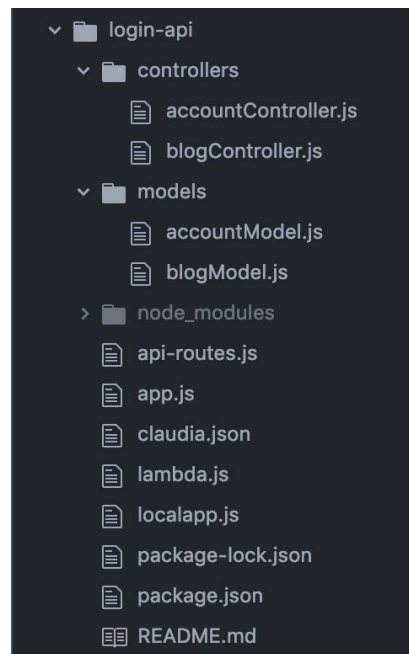 login-api
controllers
accountController.js
blogController.js
models
accountModel.js
blogModel.js
node_modules
api-routes.js
app.js
claudia.json
lambda.js
localapp.js
package-lock.json
package.json
README.md